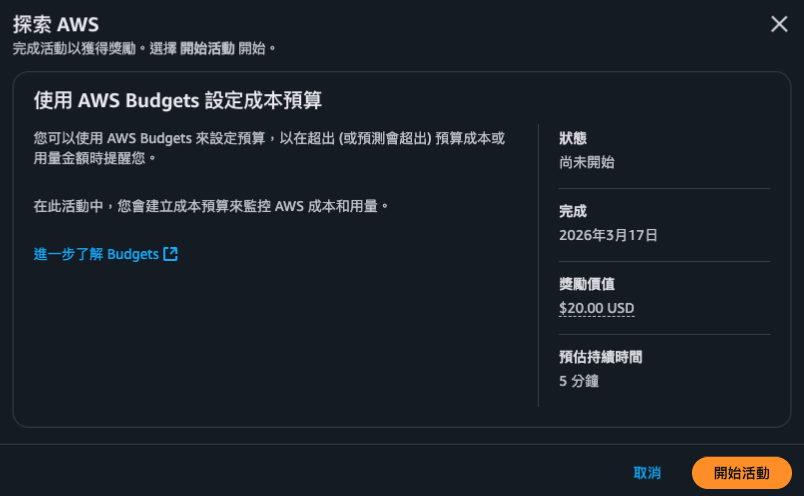 探索 AWS
完成活動以獲得獎勵。選擇 開始活動 開始。
使用 AWS Budgets 設定成本預算
您可以使用 AWS Budgets 來設定預算，以在超出 (或預測會超出) 預算成本或
用量金額時提醒您。
在此活動中，您會建立成本預算來監控 AWS 成本和用量。
進一步了解 Budgets
狀態
尚未開始
完成
2026年3月17日
獎勵價值
$20.00 USD
預估持續時間
5 分鐘
取消
開始活動